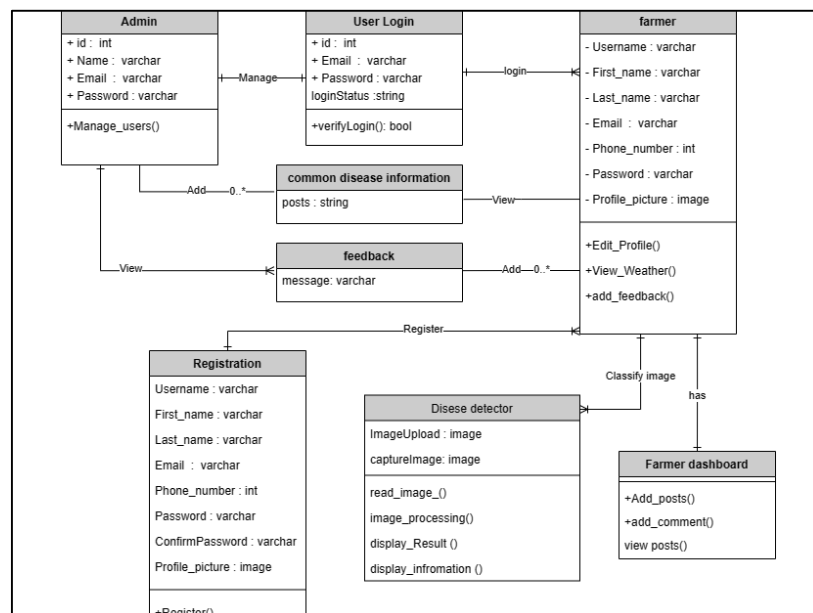 Admin
+ id : int
+ Name : varchar
+ Email : varchar
+ Password : varchar
+Manage_users()
Manage
User Login
+ id : int
+ Email : varchar
+ Password : varchar
loginStatus :string
+verifyLogin(): bool
login
farmer
- Username : varchar
- First_name : varchar
- Last_name : varchar
- Email : varchar
- Phone_number : int
- Password : varchar
- Profile_picture : image
+Edit_Profile()
+View_Weather()
+add_feedback()
Add 0..*
common disease information
posts : string
View
View
feedback
message: varchar
Add 0..*
Register
Registration
Username : varchar
First_name : varchar
Last_name : varchar
Email : varchar
Phone_number : int
Password : varchar
ConfirmPassword : varchar
Profile_picture : image
+Register()
Classify image
Disese detector
ImageUpload : image
captureImage: image
read_image_()
image_processing()
display_Result ()
display_infromation ()
has
Farmer dashboard
+Add_posts()
+add_comment()
view posts()